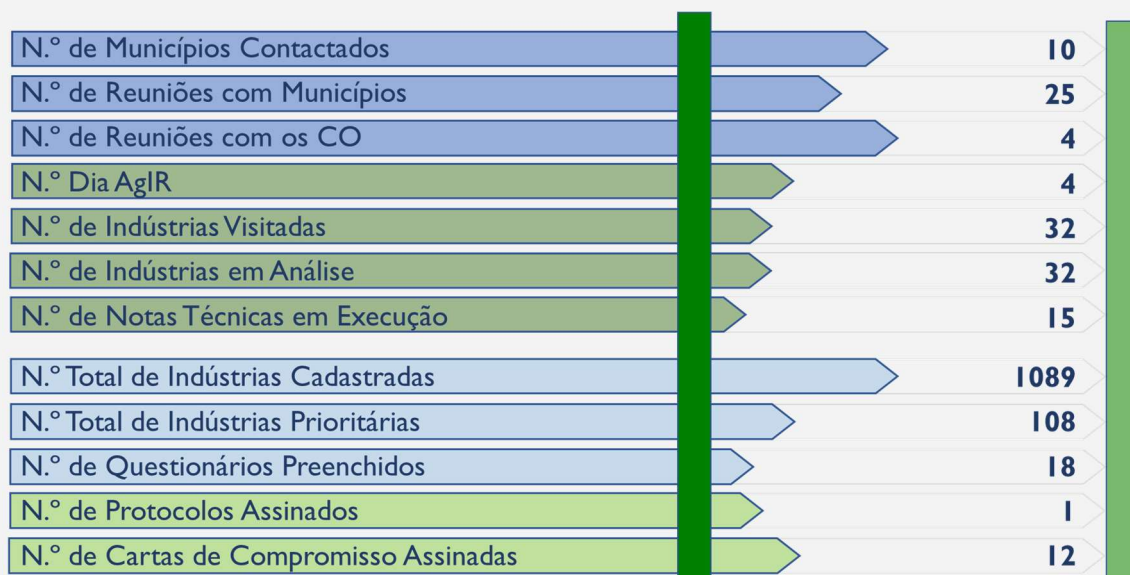 N.º de Municípios Contactados 10
N.º de Reuniões com Municípios 25
N.º de Reuniões com os CO 4
N.º Dia AgIR 4
N.º de Indústrias Visitadas 32
N.º de Indústrias em Análise 32
N.º de Notas Técnicas em Execução 15
N.º Total de Indústrias Cadastradas 1089
N.º Total de Indústrias Prioritárias 108
N.º de Questionários Preenchidos 18
N.º de Protocolos Assinados 1
N.º de Cartas de Compromisso Assinadas 12